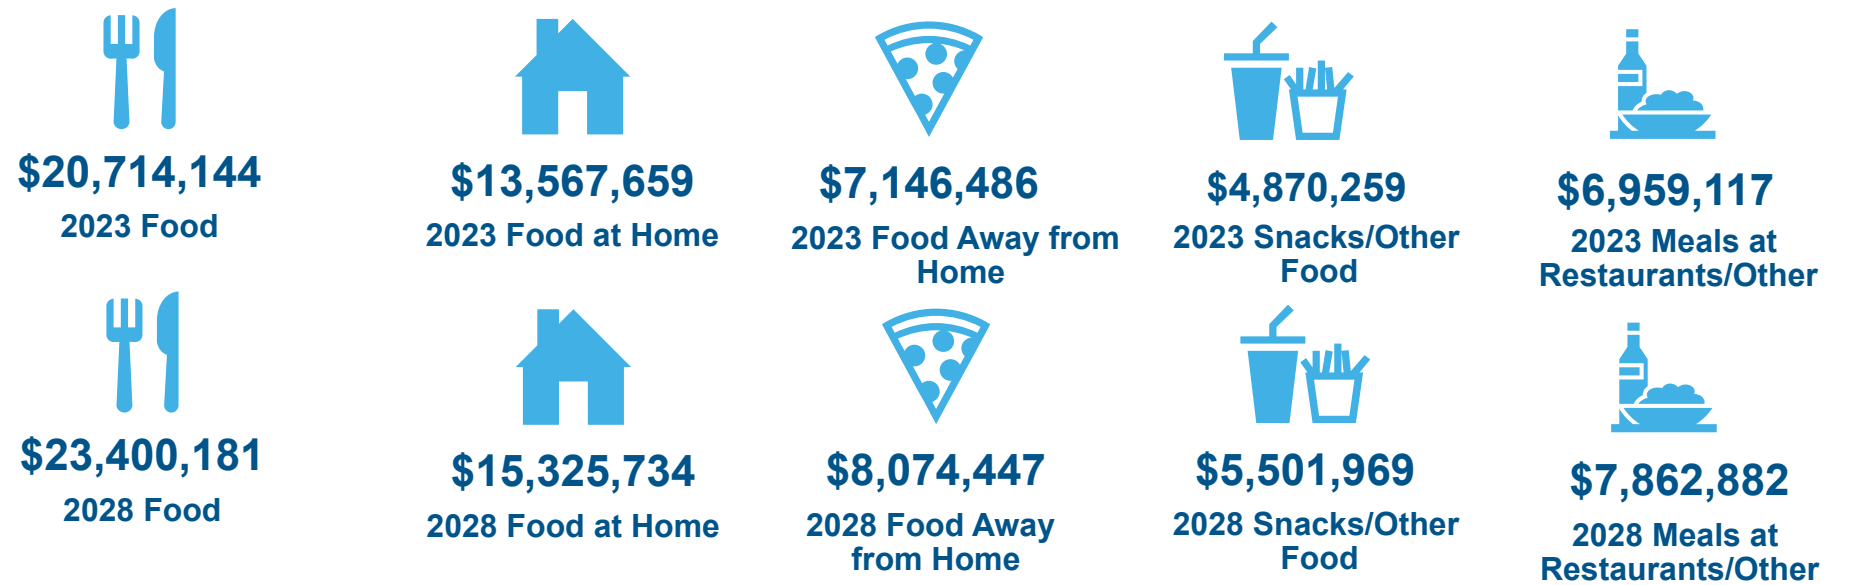 $20,714,144
2023 Food
$13,567,659
2023 Food at Home
$7,146,486
2023 Food Away from
Home
$4,870,259
2023 Snacks/Other
Food
$6,959,117
2023 Meals at
Restaurants/Other
$23,400,181
2028 Food
$15,325,734
2028 Food at Home
$8,074,447
2028 Food Away
from Home
$5,501,969
2028 Snacks/Other
Food
$7,862,882
2028 Meals at
Restaurants/Other